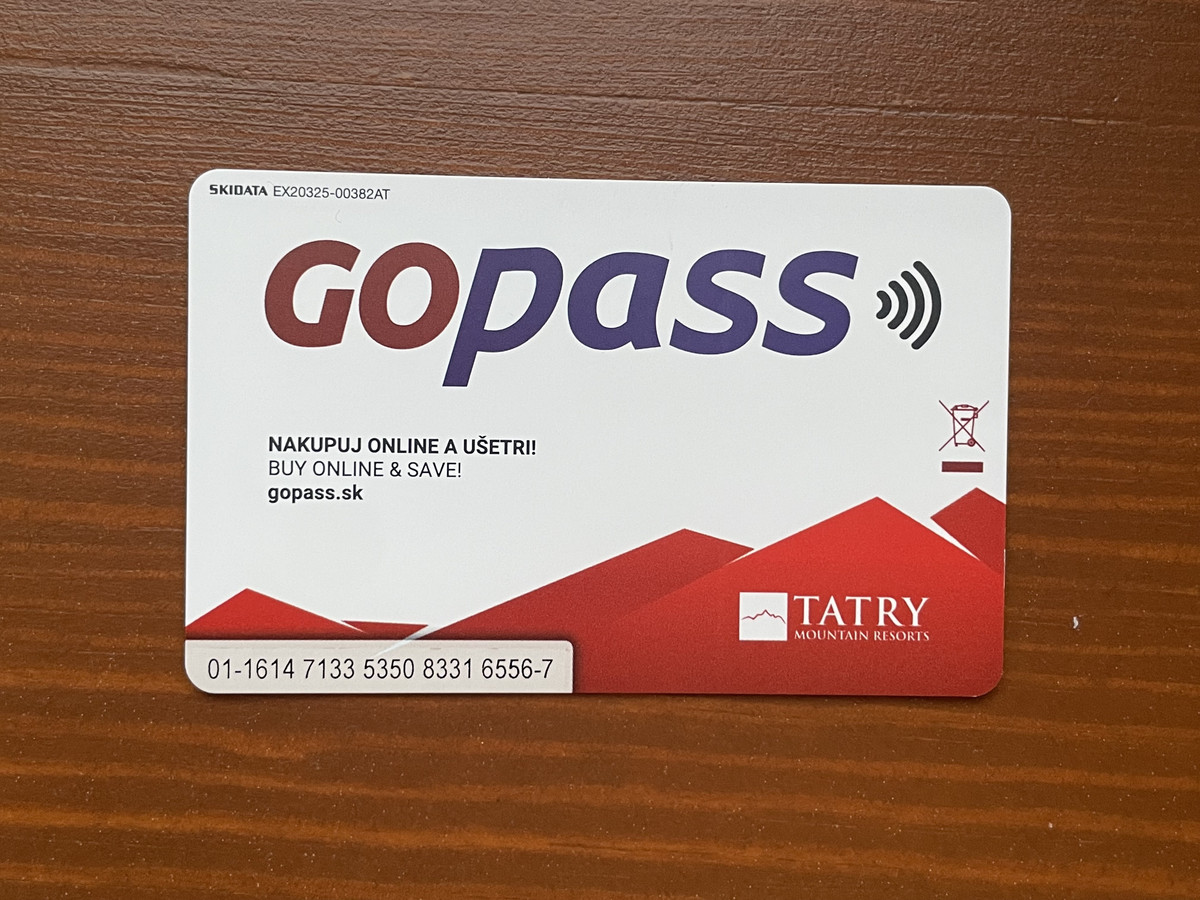 SKIDATA EX20325-00382AT
GOpass
NAKUPUJ ONLINE A UŠETRI!
BUY ONLINE & SAVE!
gopass.sk
TATRY
MOUNTAIN RESORTS
01-1614 7133 5350 8331 6556-7